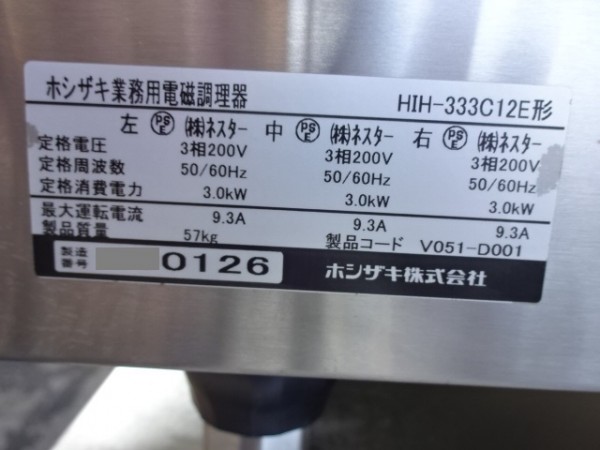 ホシザキ業務用電磁調理器 HIH-333C12E形
左 PSE (株)ネスター 中 PSE (株)ネスター 右 PSE (株)ネスター
定格電圧 3相200V 3相200V 3相200V
定格周波数 50/60Hz 50/60Hz 50/60Hz
定格消費電力 3.0kW 3.0kW 3.0kW
最大運転電流 9.3A 9.3A 9.3A
製品質量 57kg 製品コード V051-D001
製造番号 0126 ホシザキ株式会社